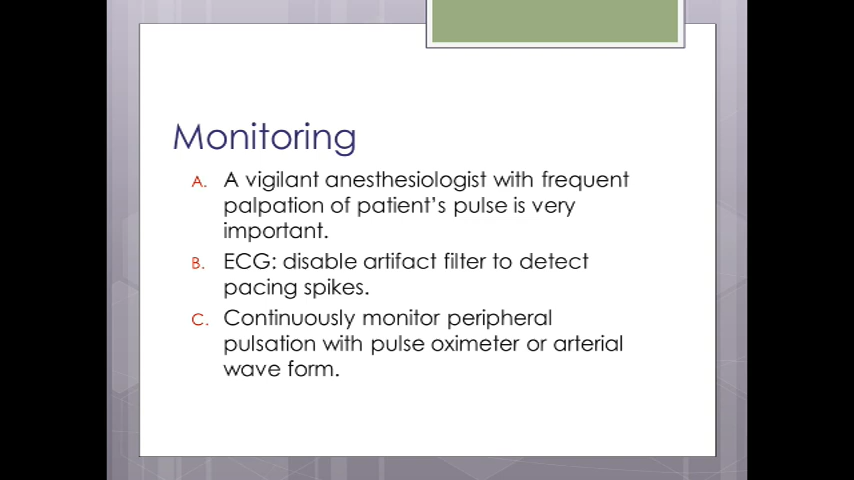 Monitoring
A. A vigilant anesthesiologist with frequent
palpation of patient’s pulse is very
important.
B. ECG: disable artifact filter to detect
pacing spikes.
C. Continuously monitor peripheral
pulsation with pulse oximeter or arterial
wave form.